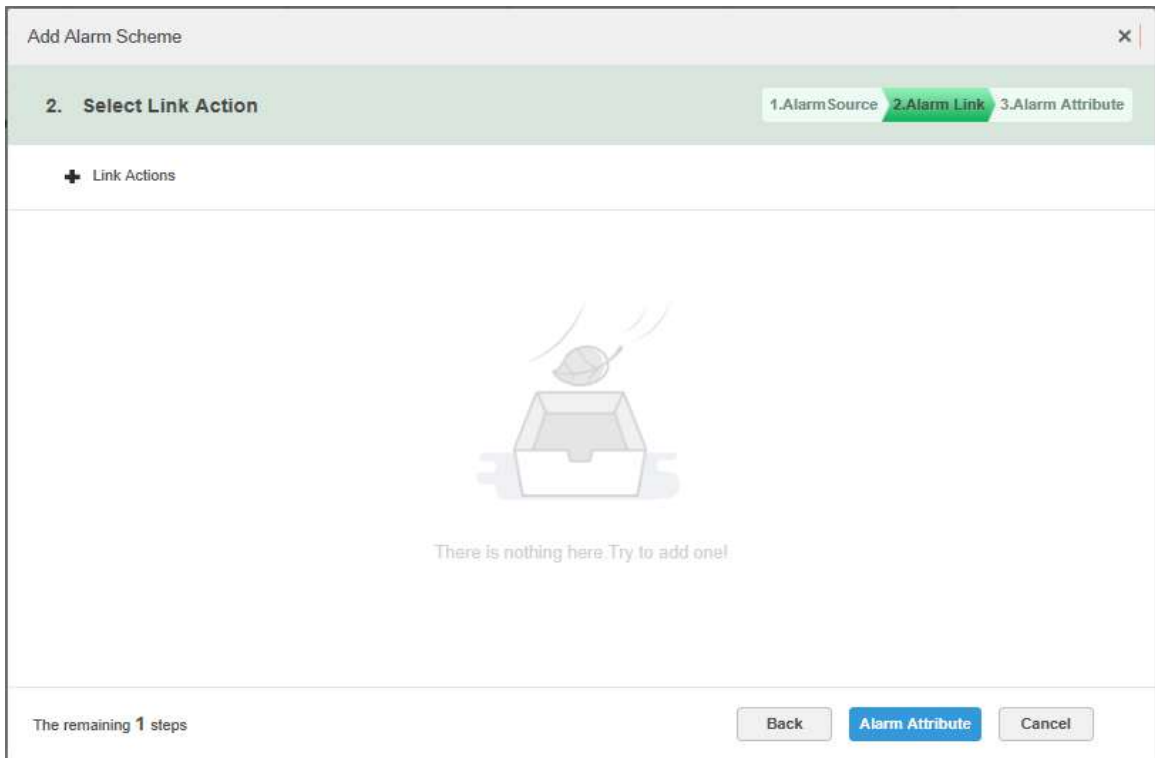 Add Alarm Scheme ×
2. Select Link Action 1.AlarmSource 2.Alarm Link 3.Alarm Attribute
Link Actions
There is nothing here Try to add one!
The remaining 1 steps Back Alarm Attribute Cancel